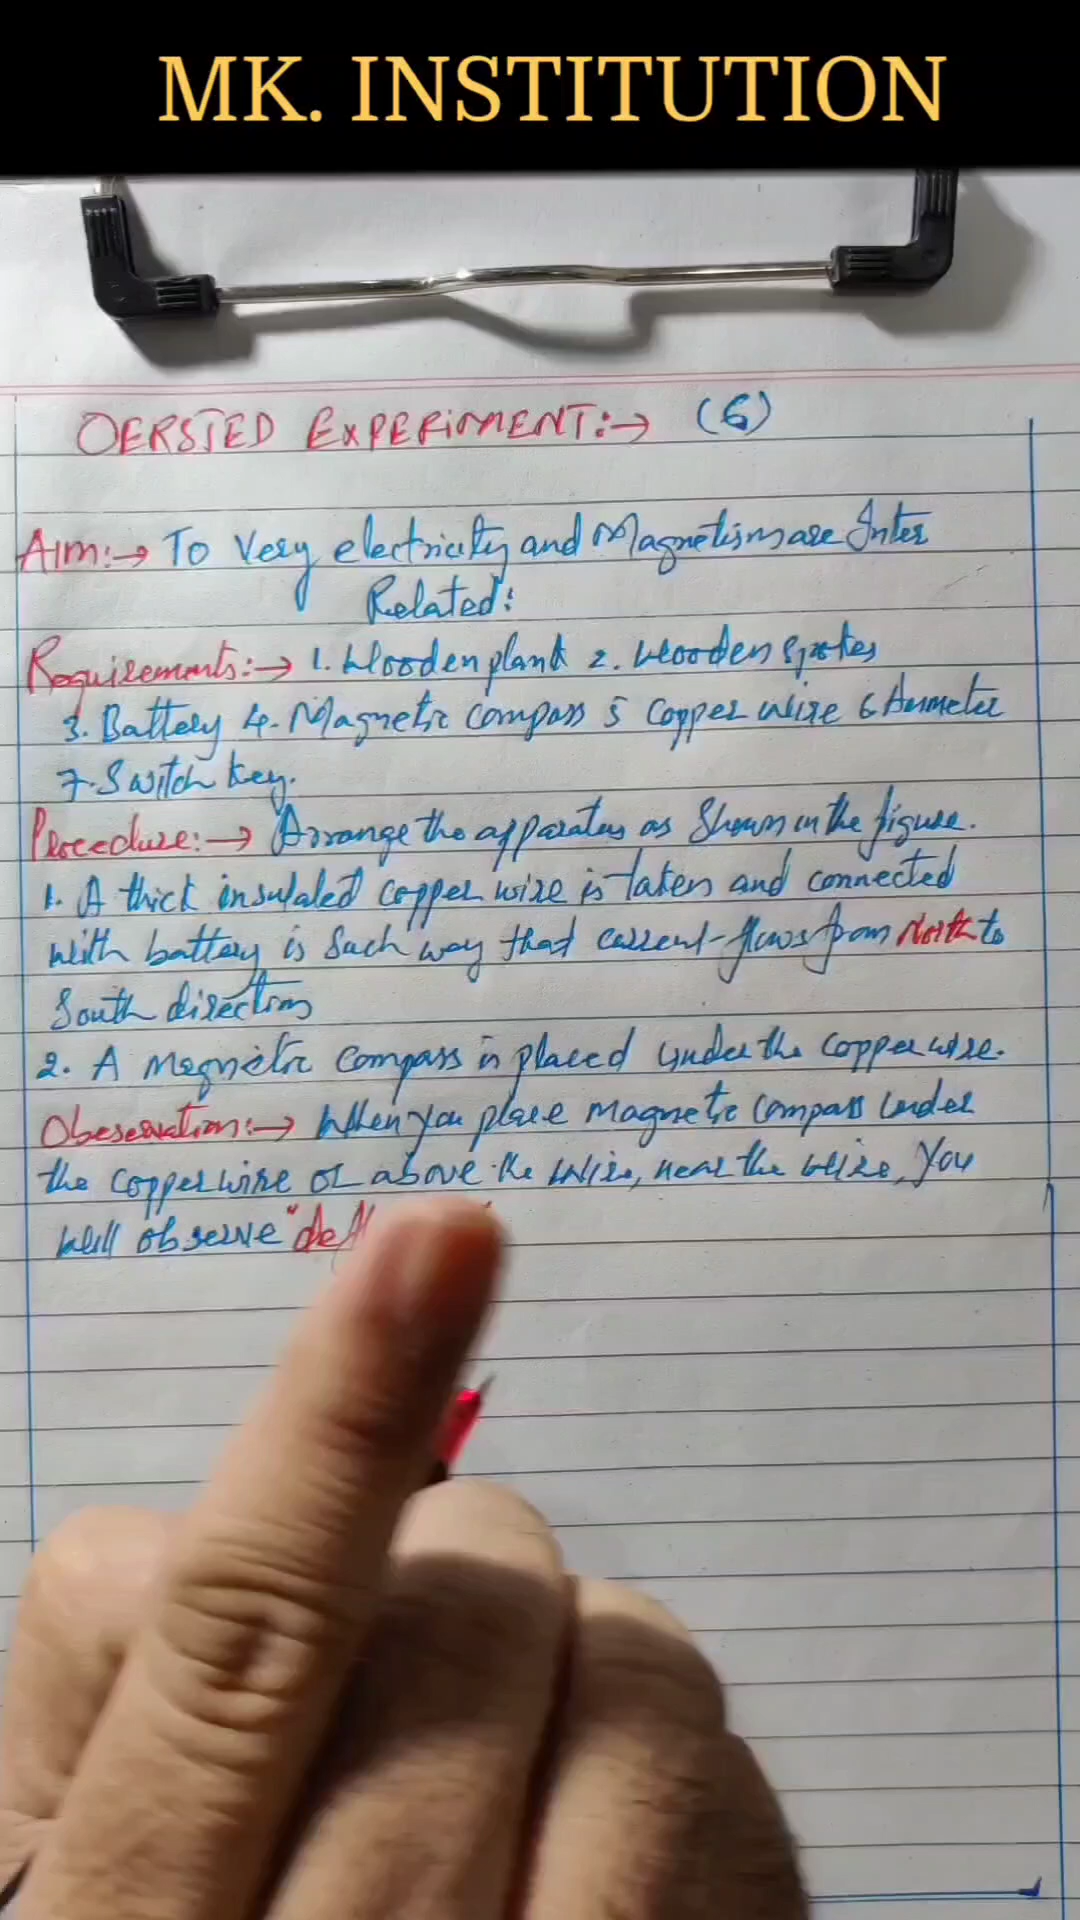 MK. INSTITUTION
OERSTED EXPERIMENT:→ (6)
Aim:→ To Very electricity and Magnetism are Inter
Related:
Requirements:→ 1. Wooden plank 2. Wooden Spokes
3. Battery 4. Magnetic compass 5 Copper wire 6 Ammeter
7. Switch key.
Procedure:→ Arrange the apparatus as Shown in the figure.
1. A thick insulated copper wire is taken and connected
with battery is Such way that current flows from North to
South direction
2. A Megnetic Compass is placed under the copper wire.
Observation:→ When you place magnetic compass under
the copper wire or above the wire, near the wire, you
will observe "